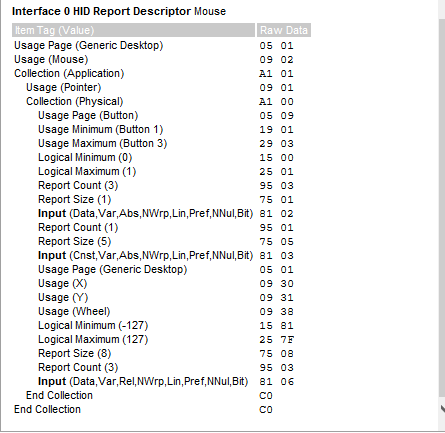 Interface 0 HID Report Descriptor Mouse
Item Tag (Value) Raw Data
Usage Page (Generic Desktop) 05 01
Usage (Mouse) 09 02
Collection (Application) A1 01
Usage (Pointer) 09 01
Collection (Physical) A1 00
Usage Page (Button) 05 09
Usage Minimum (Button 1) 19 01
Usage Maximum (Button 3) 29 03
Logical Minimum (0) 15 00
Logical Maximum (1) 25 01
Report Count (3) 95 03
Report Size (1) 75 01
Input (Data,Var,Abs,NWrp,Lin,Pref,NNul,Bit) 81 02
Report Count (1) 95 01
Report Size (5) 75 05
Input (Cnst,Var,Abs,NWrp,Lin,Pref,NNul,Bit) 81 03
Usage Page (Generic Desktop) 05 01
Usage (X) 09 30
Usage (Y) 09 31
Usage (Wheel) 09 38
Logical Minimum (-127) 15 81
Logical Maximum (127) 25 7F
Report Size (8) 75 08
Report Count (3) 95 03
Input (Data,Var,Rel,NWrp,Lin,Pref,NNul,Bit) 81 06
End Collection C0
End Collection C0